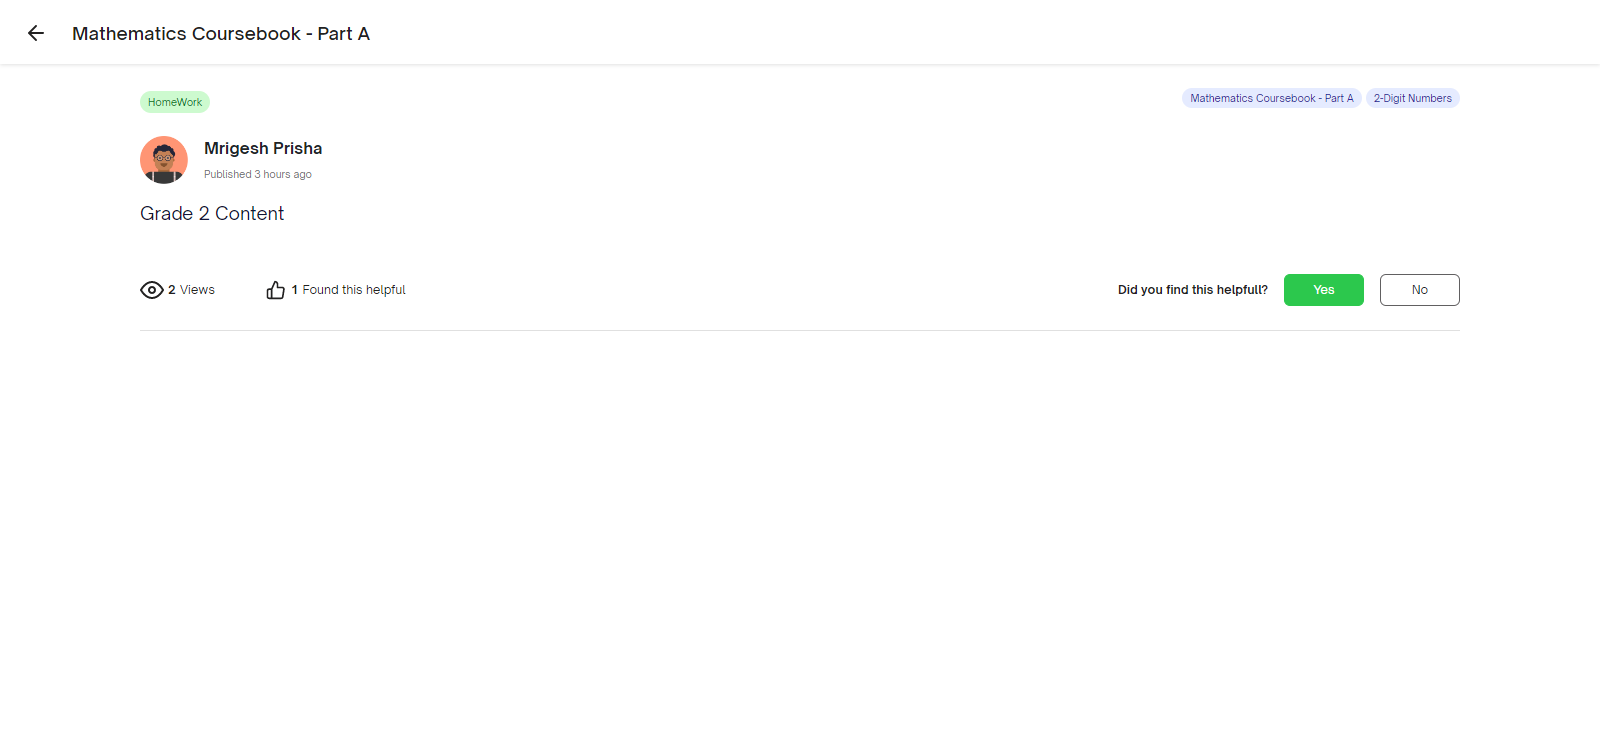 Mathematics Coursebook - Part A
HomeWork
Mathematics Coursebook - Part A
2-Digit Numbers
Mrigesh Prisha
Published 3 hours ago
Grade 2 Content
2 Views
1 Found this helpful
Did you find this helpfull?
Yes
No